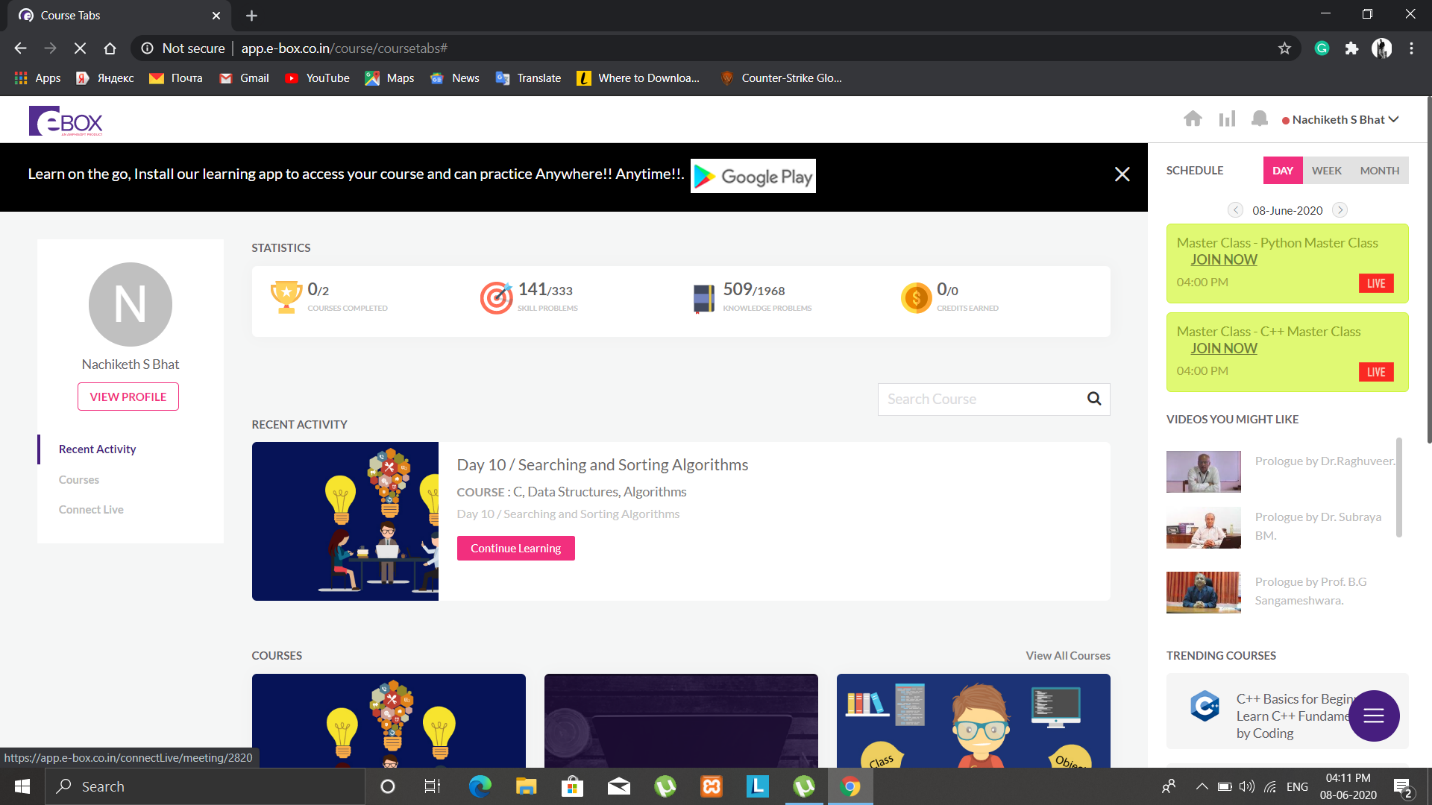 Course Tabs
Not secure | app.e-box.co.in/course/coursetabs#
Apps Яндекс Почта Gmail YouTube Maps News Translate Where to Downloa... Counter-Strike Glo...
eBOX
Nachiketh S Bhat
Learn on the go, Install our learning app to access your course and can practice Anywhere!! Anytime!!. Google Play
SCHEDULE DAY WEEK MONTH
08-June-2020
Master Class - Python Master Class
JOIN NOW
04:00 PM LIVE
Master Class - C++ Master Class
JOIN NOW
04:00 PM LIVE
N
Nachiketh S Bhat
VIEW PROFILE
Recent Activity
Courses
Connect Live
STATISTICS
0/2
COURSES COMPLETED
141/333
SKILL PROBLEMS
509/1968
KNOWLEDGE PROBLEMS
0/0
CREDITS EARNED
Search Course
RECENT ACTIVITY
Day 10 / Searching and Sorting Algorithms
COURSE : C, Data Structures, Algorithms
Day 10 / Searching and Sorting Algorithms
Continue Learning
VIDEOS YOU MIGHT LIKE
Prologue by Dr.Raghuveer.
Prologue by Dr. Subraya
BM.
Prologue by Prof. B.G
Sangameshwara.
COURSES View All Courses
Class
Object
TRENDING COURSES
C++ Basics for Begin
Learn C++ Fundame
by Coding
https://app.e-box.co.in/connectLive/meeting/2820
Search
L
ENG
04:11 PM
08-06-2020
2